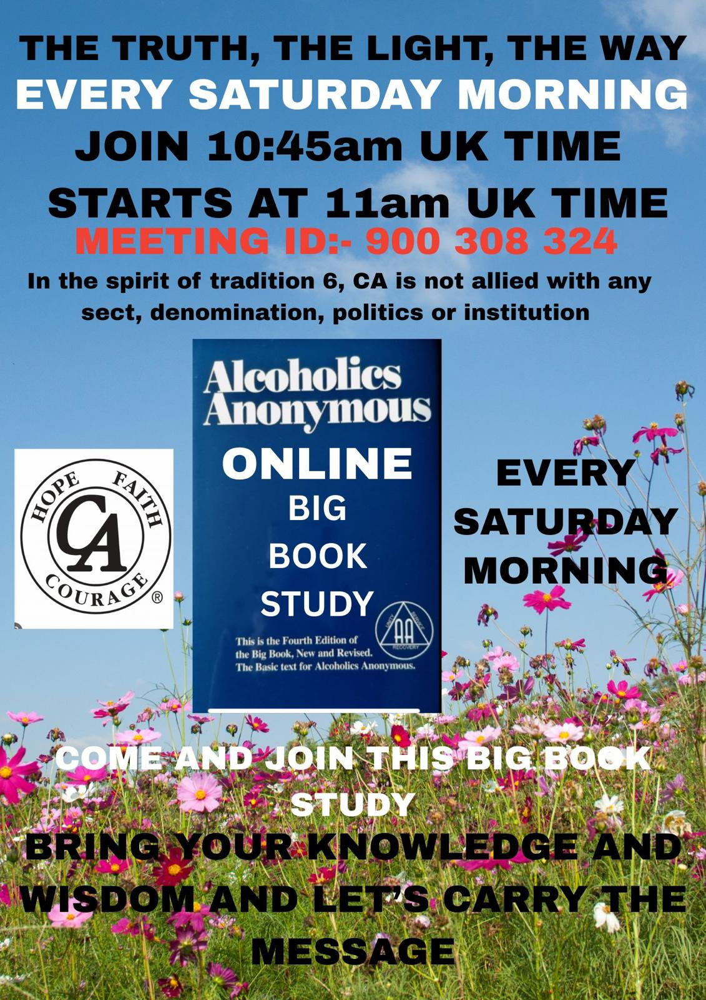 THE TRUTH, THE LIGHT, THE WAY
EVERY SATURDAY MORNING
JOIN 10:45am UK TIME
STARTS AT 11am UK TIME
MEETING ID:- 900 308 324
In the spirit of tradition 6, CA is not allied with any
sect, denomination, politics or institution
Alcoholics
Anonymous
ONLINE
BIG
BOOK
STUDY
UNITY
SERVICE
AA
RECOVERY
This is the Fourth Edition of
the Big Book, New and Revised.
The Basic text for Alcoholics Anonymous.
HOPE FAITH
CA
COURAGE
®
EVERY
SATURDAY
MORNING
COME AND JOIN THIS BIG BOOK
STUDY
BRING YOUR KNOWLEDGE AND
WISDOM AND LET'S CARRY THE
MESSAGE